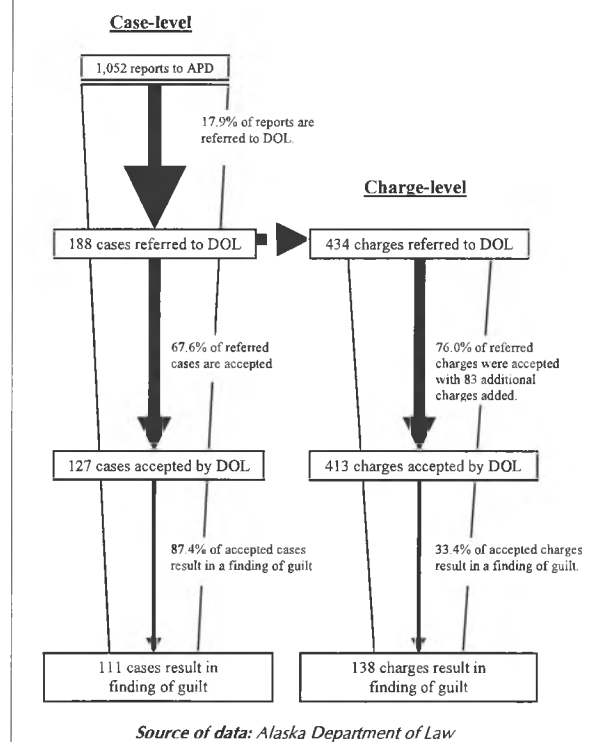 Case-level
1,052 reports to APD
17.9% of reports are
referred to DOL.
Charge-level
188 cases referred to DOL
434 charges referred to DOL
67.6% of referred
cases are accepted
76.0% of referred
charges were accepted
with 83 additional
charges added.
127 cases accepted by DOL
413 charges accepted by DOL
87.4% of accepted cases
result in a finding of guilt
33.4% of accepted charges
result in a finding of guilt.
111 cases result in
finding of guilt
138 charges result in
finding of guilt
Source of data: Alaska Department of Law